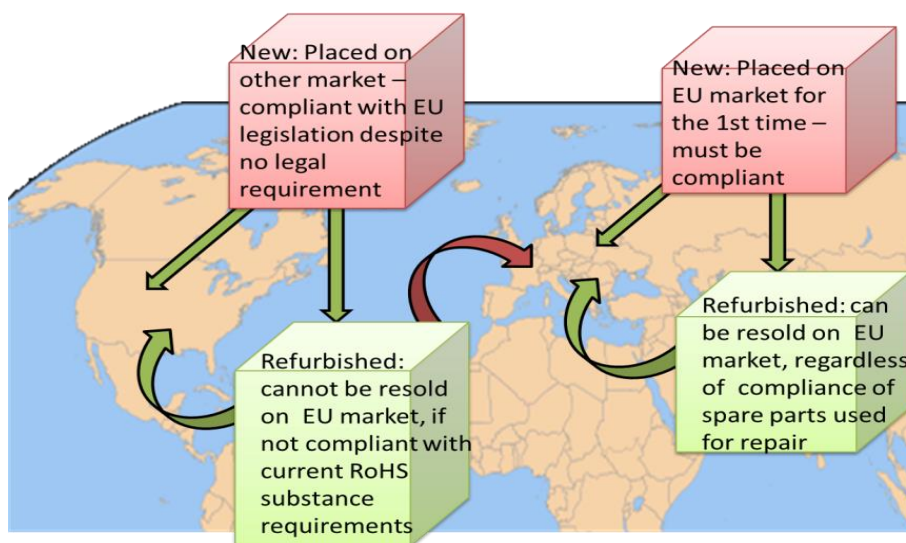 New: Placed on
other market –
compliant with EU
legislation despite
no legal
requirement
New: Placed on
EU market for
the 1st time –
must be
compliant
Refurbished:
cannot be resold
on EU market, if
not compliant with
current RoHS
substance
requirements
Refurbished: can
be resold on EU
market, regardless
of compliance of
spare parts used
for repair